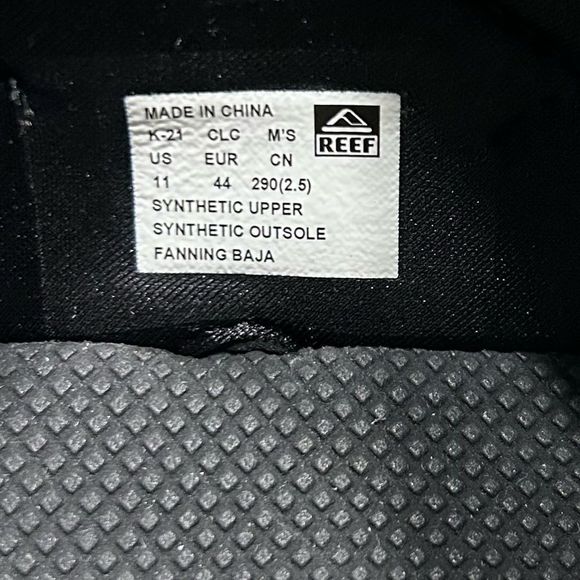 MADE IN CHINA
K-21 CLC M'S
US EUR CN
11 44 290(2.5)
SYNTHETIC UPPER
SYNTHETIC OUTSOLE
FANNING BAJA
REEF